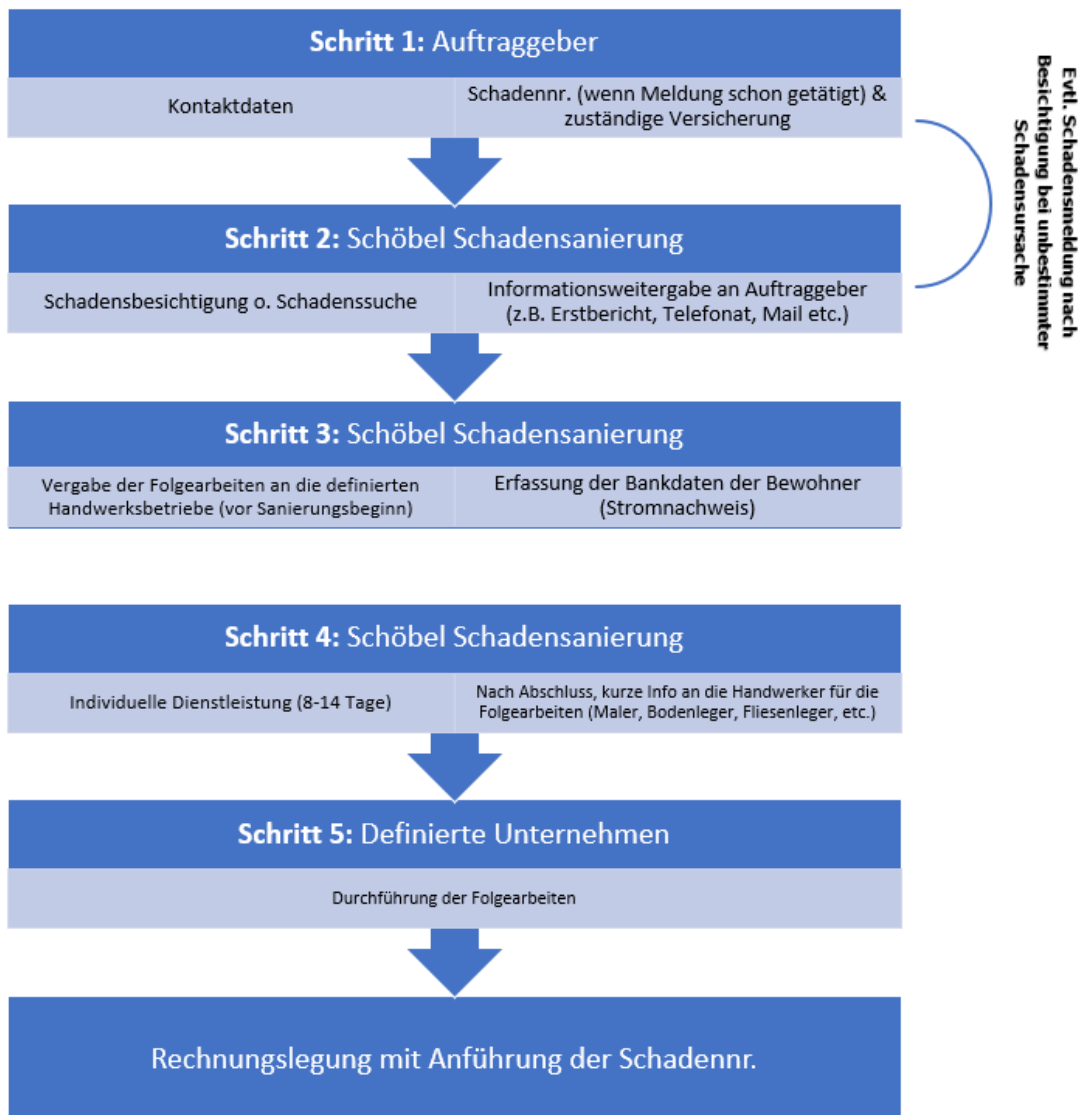 Schritt 1: Auftraggeber
Kontaktdaten
Schadennr. (wenn Meldung schon getätigt) &
zuständige Versicherung
Evtl. Schadensmeldung nach
Besichtigung bei unbestimmter
Schadensursache
Schritt 2: Schöbel Schadensanierung
Schadensbesichtigung o. Schadenssuche
Informationsweitergabe an Auftraggeber
(z.B. Erstbericht, Telefonat, Mail etc.)
Schritt 3: Schöbel Schadensanierung
Vergabe der Folgearbeiten an die definierten
Handwerksbetriebe (vor Sanierungsbeginn)
Erfassung der Bankdaten der Bewohner
(Stromnachweis)
Schritt 4: Schöbel Schadensanierung
Individuelle Dienstleistung (8-14 Tage)
Nach Abschluss, kurze Info an die Handwerker für die
Folgearbeiten (Maler, Bodenleger, Fliesenleger, etc.)
Schritt 5: Definierte Unternehmen
Durchführung der Folgearbeiten
Rechnungslegung mit Anführung der Schadennr.